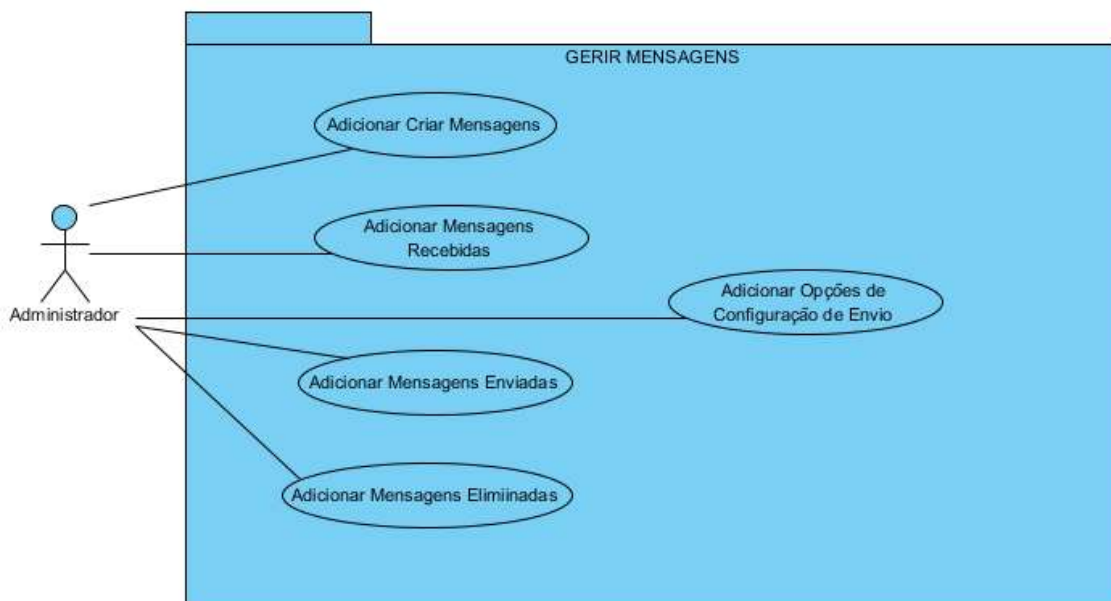 GERIR MENSAGENS
Adicionar Criar Mensagens
Adicionar Mensagens
Recebidas
Adicionar Opções de
Configuração de Envio
Administrador
Adicionar Mensagens Enviadas
Adicionar Mensagens Elimiinadas